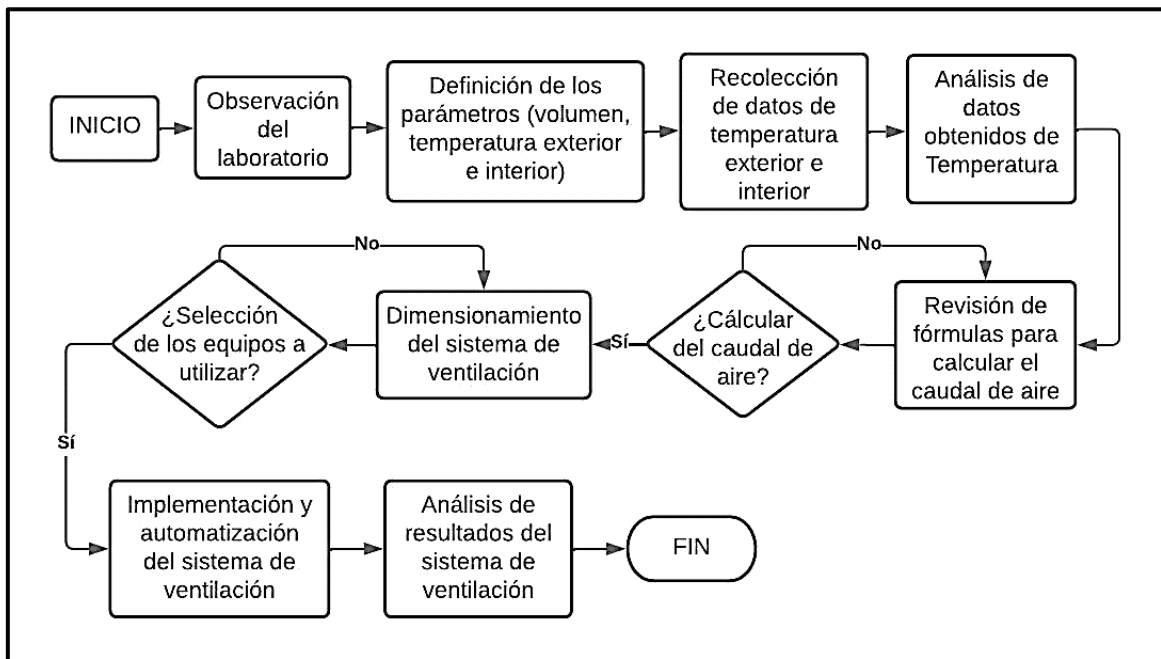 INICIO
Observación
del
laboratorio
Definición de los
parámetros (volumen,
temperatura exterior
e interior)
Recolección
de datos de
temperatura
exterior e
interior
Análisis de
datos
obtenidos de
Temperatura
No
¿Selección
de los equipos a
utilizar?
Dimensionamiento
del sistema de
ventilación
Sí
No
¿Cálcular
del caudal de
aire?
Revisión de
fórmulas para
calcular el
caudal de aire
Sí
Implementación y
automatización
del sistema de
ventilación
Análisis de
resultados del
sistema de
ventilación
FIN